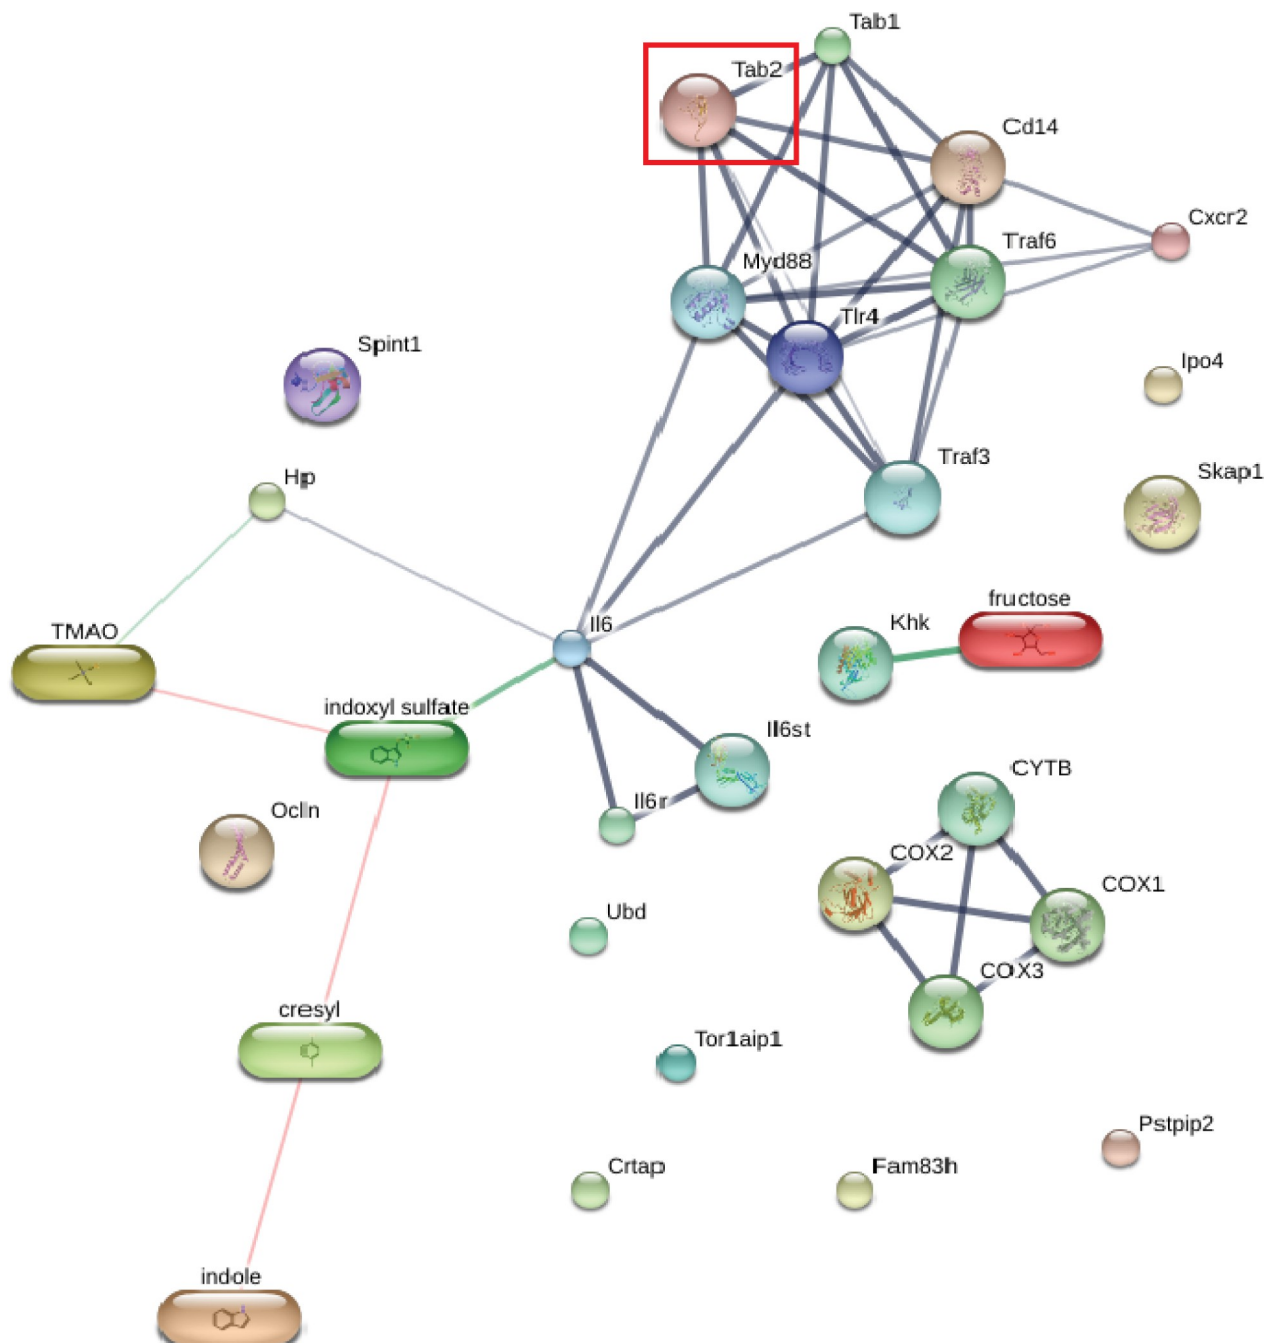 Tab1
Tab2
Cd14
Cxcr2
Traf6
Myd88
Tlr4
Spint1
Ipo4
Traf3
Skap1
Hp
fructose
Khk
Il6
TMAO
indoxyl sulfate
Il6st
CYTB
Il6r
Ocln
COX2
COX1
Ubd
COX3
cresyl
Tor1aip1
Pstpip2
Crtap
Fam83h
indole